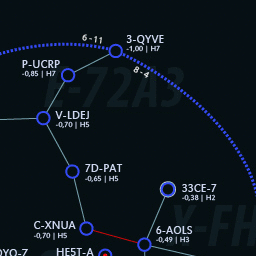 6-11
3-QYVE
-1,00 | H7
8-4
P-UCRP
-0,85 | H7
E-72A3
V-LDEJ
-0,70 | H5
7D-PAT
-0,65 | H5
33CE-7
-0,38 | H2
Y-FH
C-XNUA
-0,70 | H5
6-AOLS
-0,49 | H3
OYO-7
HE5T-A